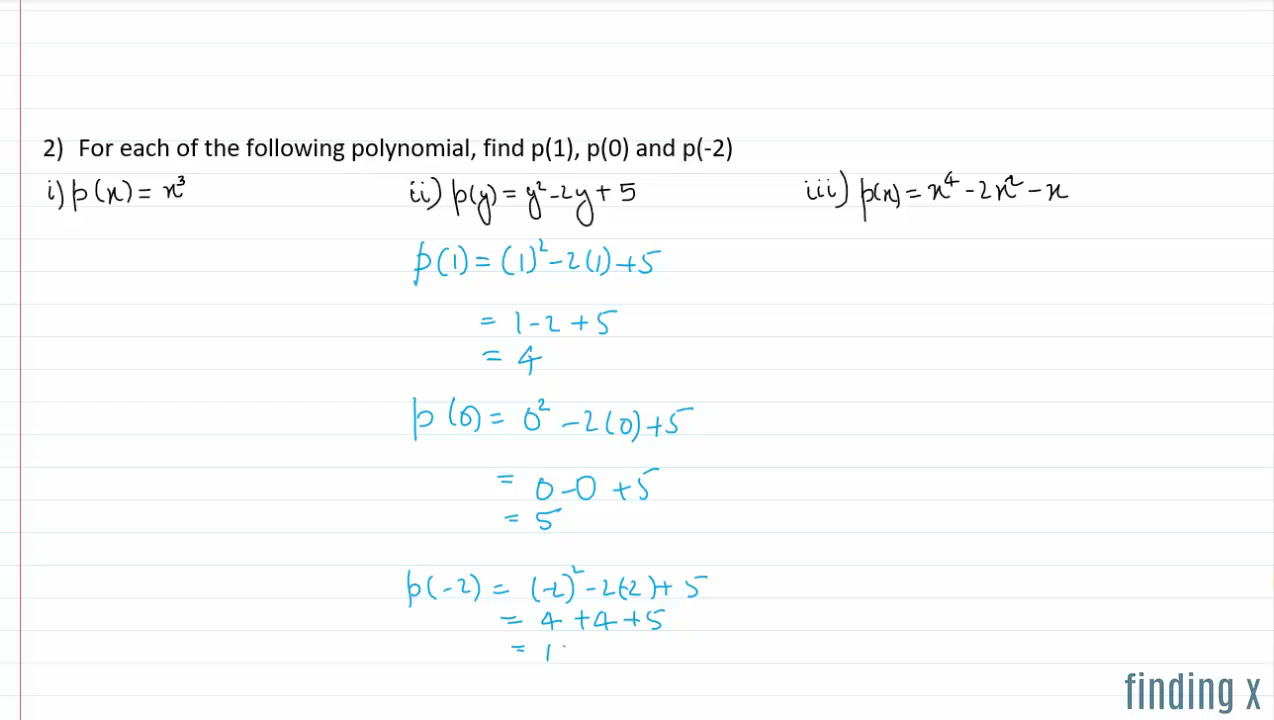 2) For each of the following polynomial, find p(1), p(0) and p(-2)
i) p(x) = x³ ii) p(y) = y² - 2y + 5 iii) p(x) = x⁴ - 2x² - x
p(1) = (1)² - 2(1) + 5
= 1 - 2 + 5
= 4
p(0) = 0² - 2(0) + 5
= 0 - 0 + 5
= 5
p(-2) = (-2)² - 2(-2) + 5
= 4 + 4 + 5
= 1
finding x